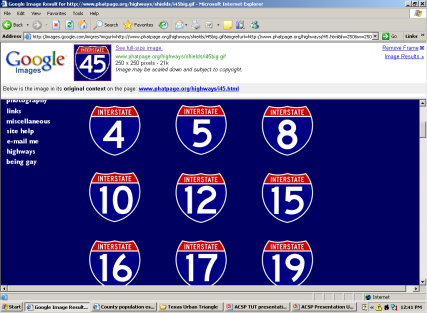 Google Image Result for http://www.phatpage.org/highways/shields/i45big.gif - Microsoft Internet Explorer
File Edit View Favorites Tools Help
Back Search Favorites
Address http://images.google.com/imgres?imgurl=http://www.phatpage.org/highways/shields/i45big.gif&imgrefurl=http://www.phatpage.org/highways/i45.html&h=250&w=250 Go Links
Google Images
INTERSTATE 45
See full-size image.
www.phatpage.org/highways/shields/i45big.gif
250 x 250 pixels - 21k
Image may be scaled down and subject to copyright.
Remove Frame
Image Results »
Below is the image in its original context on the page: www.phatpage.org/highways/i45.html
photography
links
miscellaneous
site help
e-mail me
highways
being gay
INTERSTATE 4
INTERSTATE 5
INTERSTATE 8
INTERSTATE 10
INTERSTATE 12
INTERSTATE 15
INTERSTATE 16
INTERSTATE 17
INTERSTATE 19
Internet
Start Google Image Result... County population es... Texas Urban Triangle ACSP TUT presentati... ACSP Presentation U... 12:41 PM